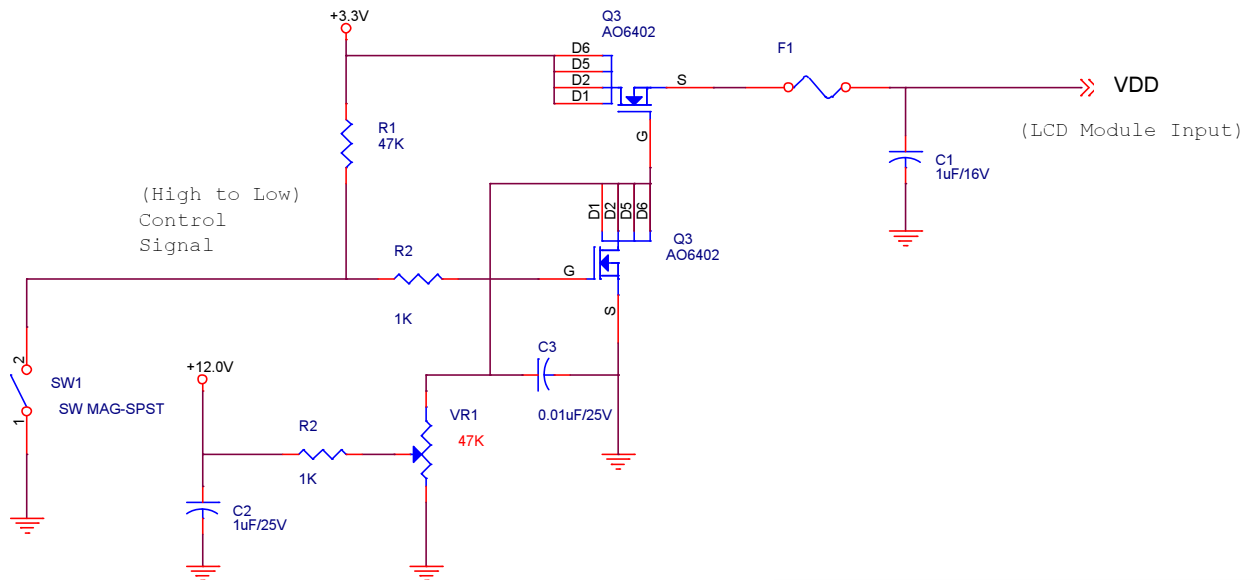 +3.3V
Q3
AO6402
D6
D5
D2
D1
S
G
F1
VDD
(LCD Module Input)
R1
47K
C1
1uF/16V
(High to Low)
Control
Signal
D1
D2
D5
D6
Q3
AO6402
R2
1K
G
S
2
1
SW1
SW MAG-SPST
+12.0V
C3
0.01uF/25V
R2
1K
VR1
47K
C2
1uF/25V